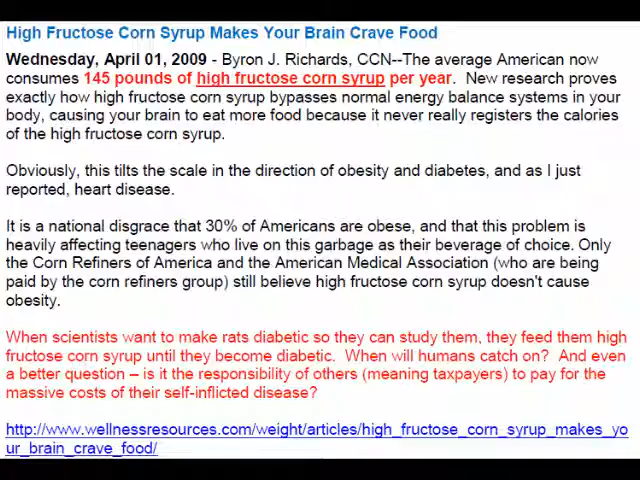 High Fructose Corn Syrup Makes Your Brain Crave Food
Wednesday, April 01, 2009 - Byron J. Richards, CCN--The average American now
consumes 145 pounds of high fructose corn syrup per year.  New research proves
exactly how high fructose corn syrup bypasses normal energy balance systems in your
body, causing your brain to eat more food because it never really registers the calories
of the high fructose corn syrup.
Obviously, this tilts the scale in the direction of obesity and diabetes, and as I just
reported, heart disease.
It is a national disgrace that 30% of Americans are obese, and that this problem is
heavily affecting teenagers who live on this garbage as their beverage of choice. Only
the Corn Refiners of America and the American Medical Association (who are being
paid by the corn refiners group) still believe high fructose corn syrup doesn't cause
obesity.
When scientists want to make rats diabetic so they can study them, they feed them high
fructose corn syrup until they become diabetic.  When will humans catch on?  And even
a better question – is it the responsibility of others (meaning taxpayers) to pay for the
massive costs of their self-inflicted disease?
http://www.wellnessresources.com/weight/articles/high_fructose_corn_syrup_makes_yo
ur_brain_crave_food/